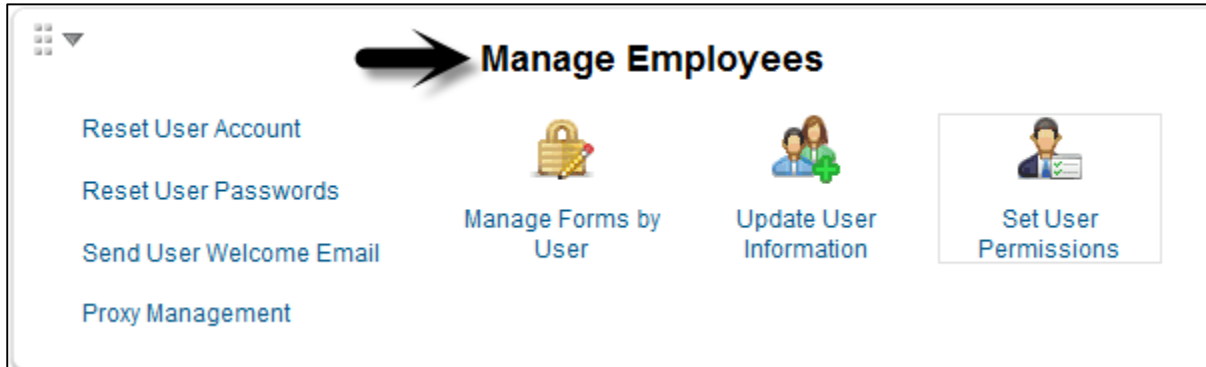 Manage Employees
Reset User Account
Reset User Passwords
Send User Welcome Email
Proxy Management
Manage Forms by
User
Update User
Information
Set User
Permissions